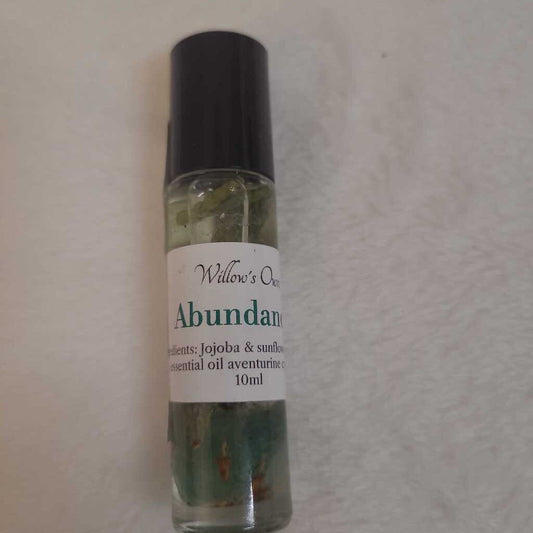 Willow's
Abundan
edients: Jojoba & sunflow
essential oil aventurine
10ml